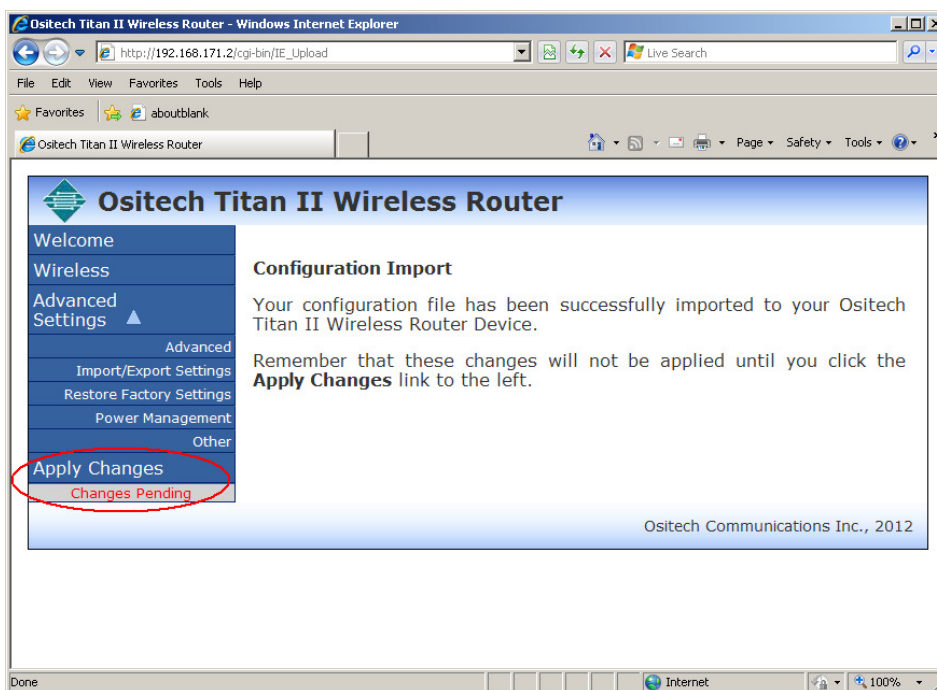 Ositech Titan II Wireless Router - Windows Internet Explorer
http://192.168.171.2/cgi-bin/IE_Upload
Live Search
File Edit View Favorites Tools Help
Favorites aboutblank
Ositech Titan II Wireless Router
Page Safety Tools
Ositech Titan II Wireless Router
Welcome
Wireless
Advanced
Settings
Advanced
Import/Export Settings
Restore Factory Settings
Power Management
Other
Apply Changes
Changes Pending
Configuration Import
Your configuration file has been successfully imported to your Ositech
Titan II Wireless Router Device.
Remember that these changes will not be applied until you click the
Apply Changes link to the left.
Ositech Communications Inc., 2012
Done
Internet
100%